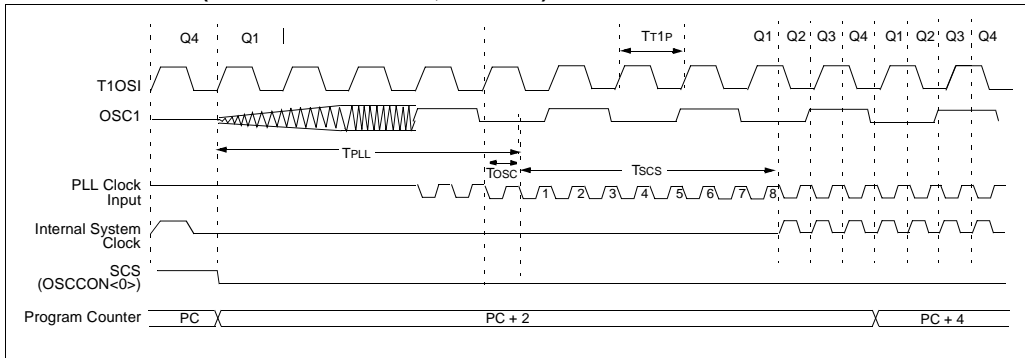 Q4 Q1 Q1 Q2 Q3 Q4 Q1 Q2 Q3 Q4
TT1P
T1OSI
OSC1
TPLL
TOSC
TSCS
PLL Clock
Input
1 2 3 4 5 6 7 8
Internal System
Clock
SCS
(OSCCON<0>)
Program Counter PC PC + 2 PC + 4